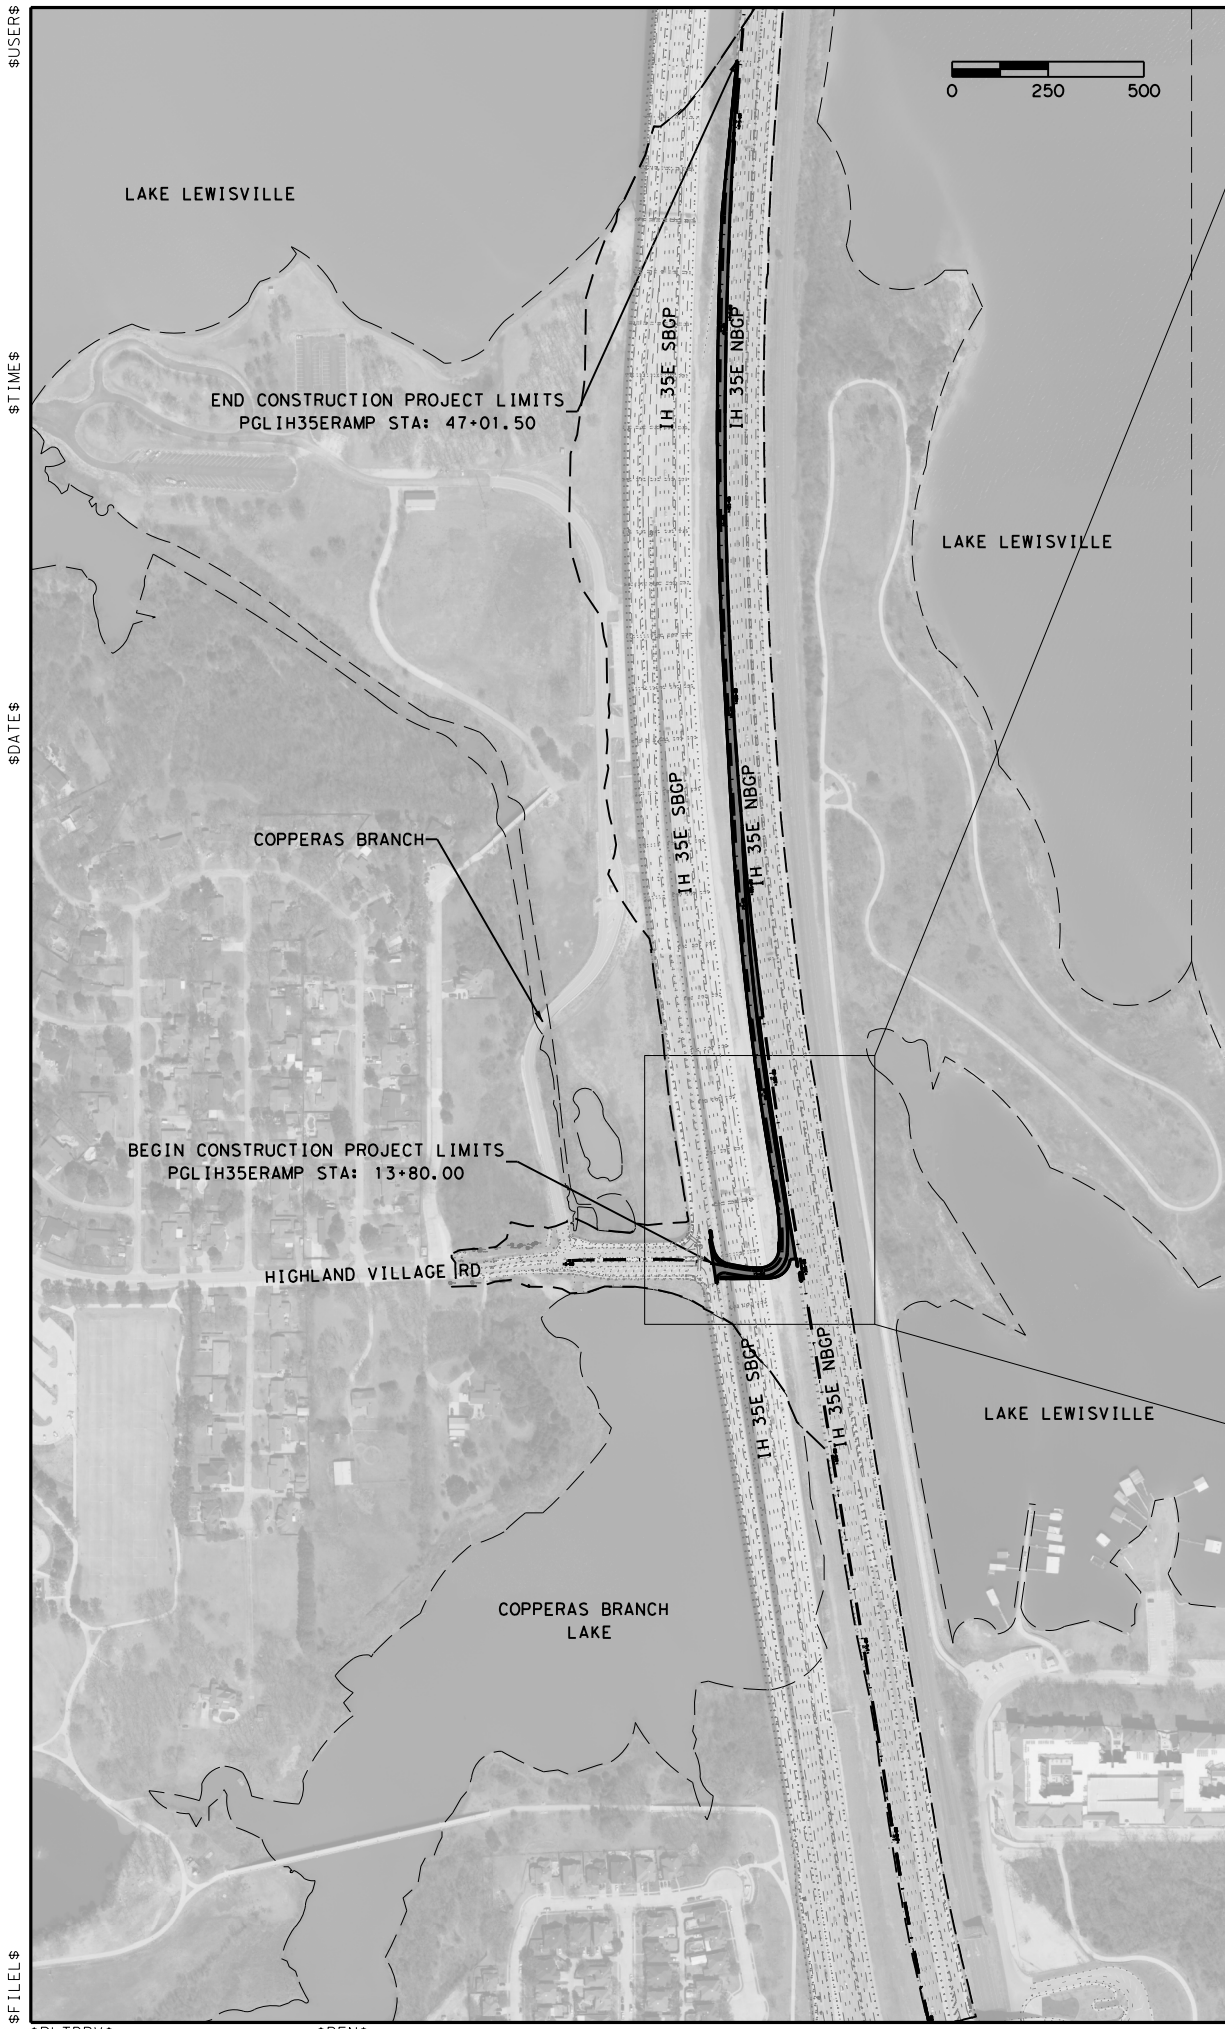 $USER$
0 250 500
LAKE LEWISVILLE
IH 35E SBGP
IH 35E NBGP
$TIME$
END CONSTRUCTION PROJECT LIMITS
PGLIH35ERAMP STA: 47+01.50
LAKE LEWISVILLE
$DATE$
IH 35E SBGP
IH 35E NBGP
COPPERAS BRANCH
BEGIN CONSTRUCTION PROJECT LIMITS
PGLIH35ERAMP STA: 13+80.00
HIGHLAND VILLAGE RD
IH 35E SBGP
IH 35E NBGP
LAKE LEWISVILLE
COPPERAS BRANCH
LAKE
$FILEL$